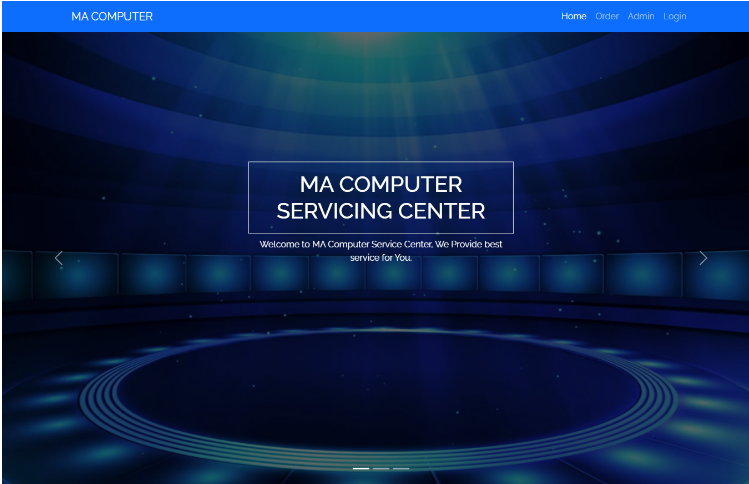 MA COMPUTER
Home Order Admin Login
MA COMPUTER
SERVICING CENTER
Welcome to MA Computer Service Center, We Provide best
service for You.